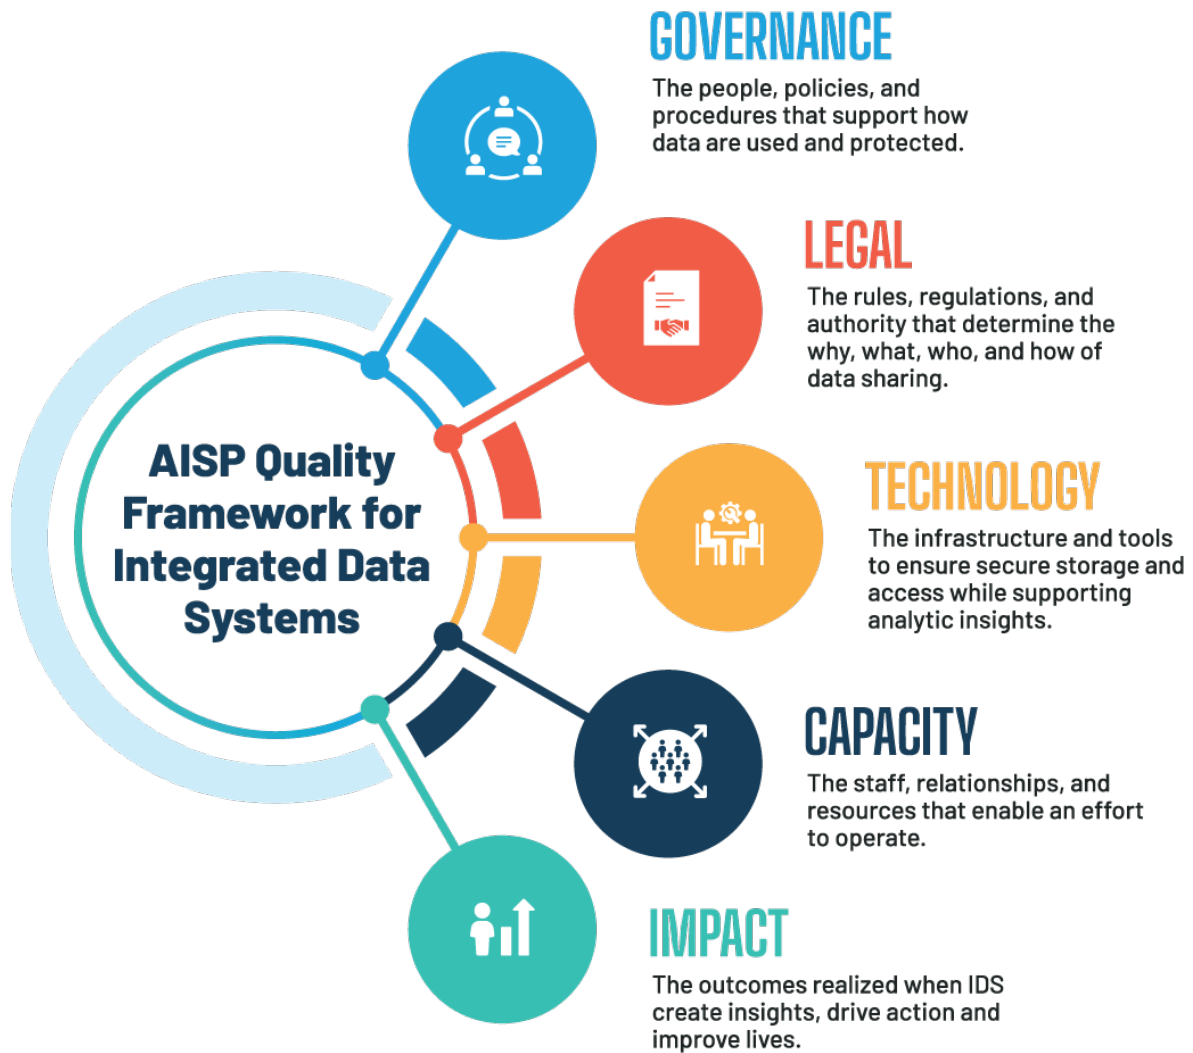 GOVERNANCE
The people, policies, and
procedures that support how
data are used and protected.
LEGAL
The rules, regulations, and
authority that determine the
why, what, who, and how of
data sharing.
AISP Quality
Framework for
Integrated Data
Systems
TECHNOLOGY
The infrastructure and tools
to ensure secure storage and
access while supporting
analytic insights.
CAPACITY
The staff, relationships, and
resources that enable an effort
to operate.
IMPACT
The outcomes realized when IDS
create insights, drive action and
improve lives.